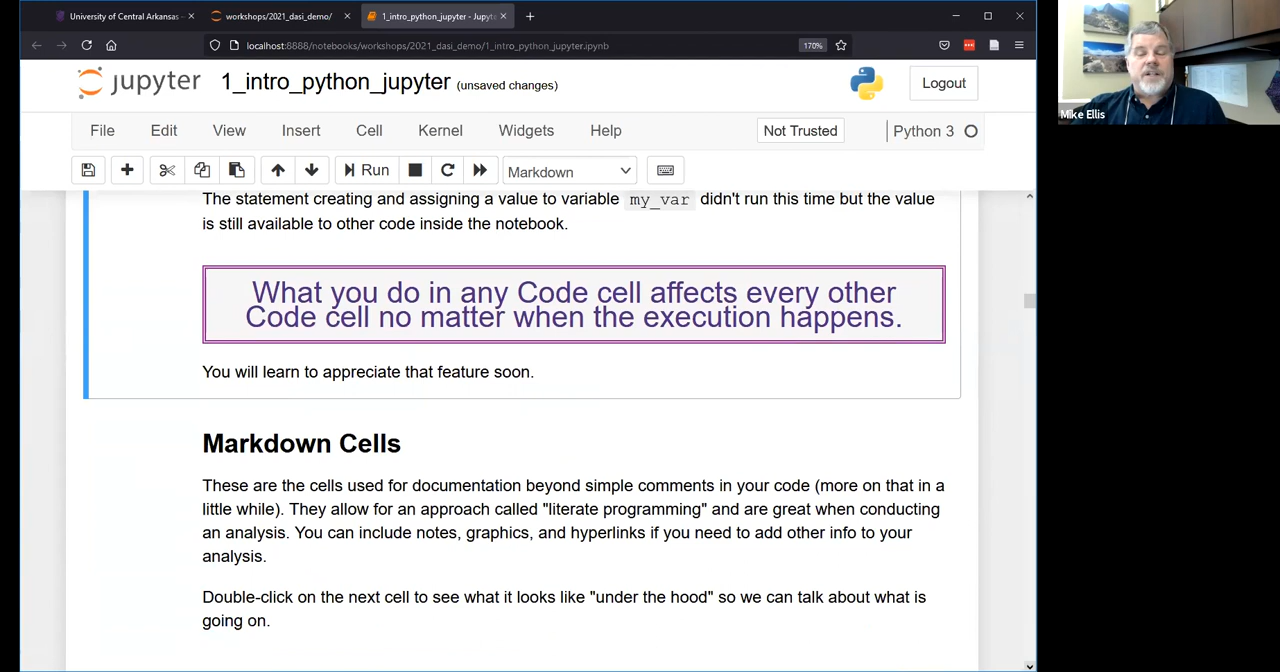 University of Central Arkansas
workshops/2021_dasi_demo/
1_intro_python_jupyter - Jupyte
localhost:8888/notebooks/workshops/2021_dasi_demo/1_intro_python_jupyter.ipynb
170%
Mike Ellis
jupyter
1_intro_python_jupyter (unsaved changes)
Logout
File Edit View Insert Cell Kernel Widgets Help
Not Trusted
Python 3
Run
Markdown
The statement creating and assigning a value to variable my_var didn't run this time but the value
is still available to other code inside the notebook.
What you do in any Code cell affects every other
Code cell no matter when the execution happens.
You will learn to appreciate that feature soon.
Markdown Cells
These are the cells used for documentation beyond simple comments in your code (more on that in a
little while). They allow for an approach called "literate programming" and are great when conducting
an analysis. You can include notes, graphics, and hyperlinks if you need to add other info to your
analysis.
Double-click on the next cell to see what it looks like "under the hood" so we can talk about what is
going on.